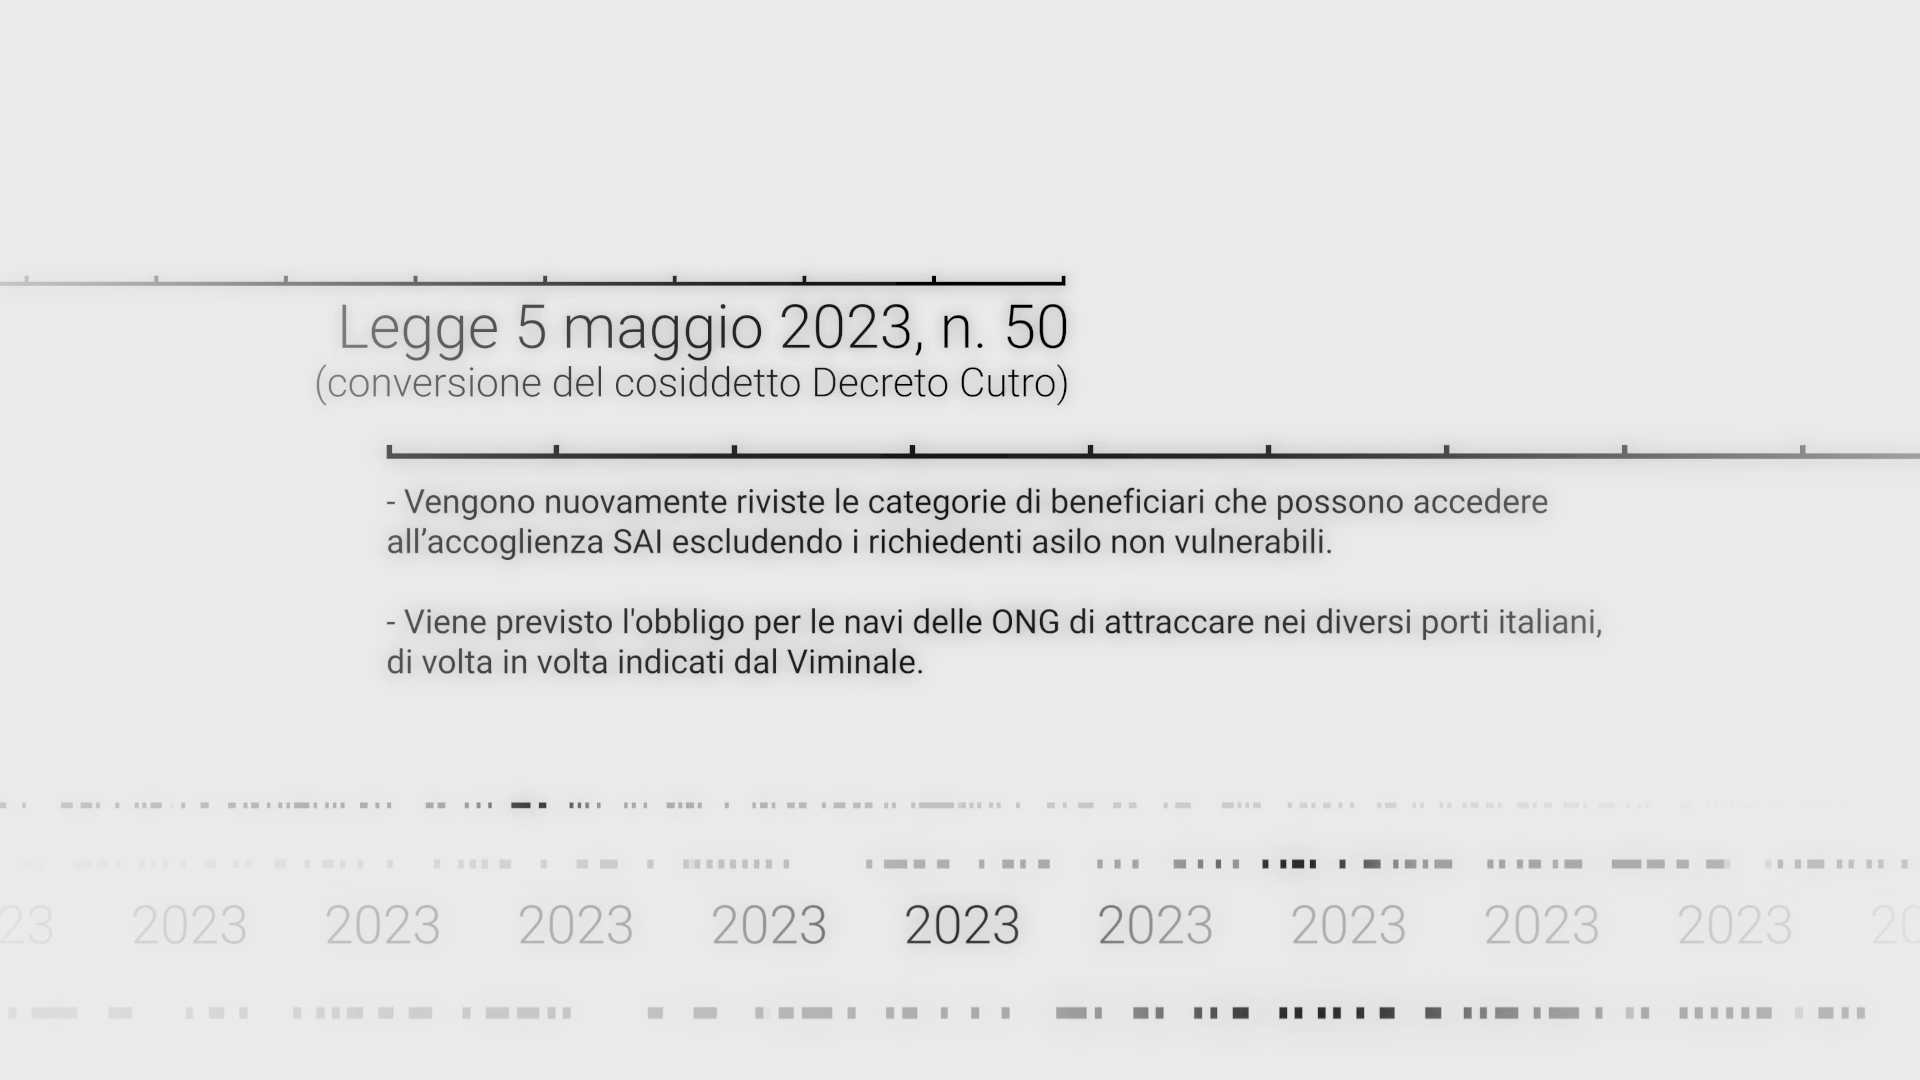 Legge 5 maggio 2023, n. 50
(conversione del cosiddetto Decreto Cutro)
- Vengono nuovamente riviste le categorie di beneficiari che possono accedere
all’accoglienza SAI escludendo i richiedenti asilo non vulnerabili.
- Viene previsto l'obbligo per le navi delle ONG di attraccare nei diversi porti italiani,
di volta in volta indicati dal Viminale.
23 2023 2023 2023 2023 2023 2023 2023 2023 2023 20